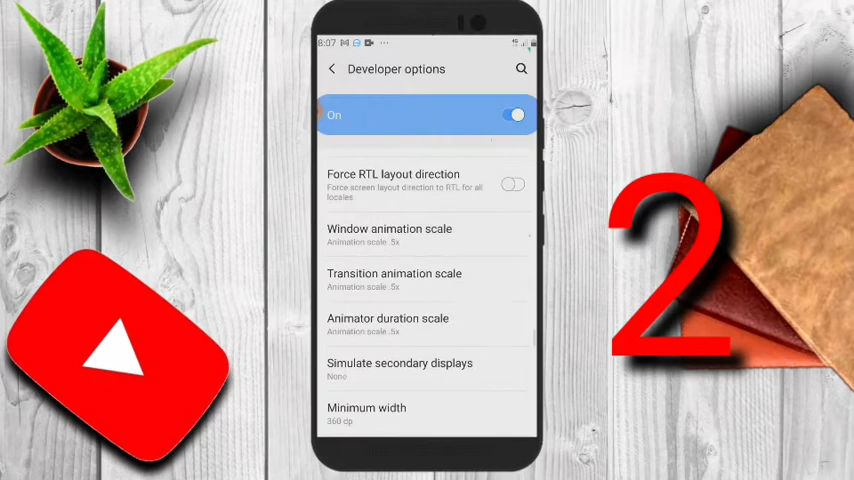 8:07
Developer options
On
Force RTL layout direction
Force screen layout direction to RTL for all
locales
Window animation scale
Animation scale .5x
Transition animation scale
Animation scale .5x
Animator duration scale
Animation scale .5x
Simulate secondary displays
None
Minimum width
360 dp
2